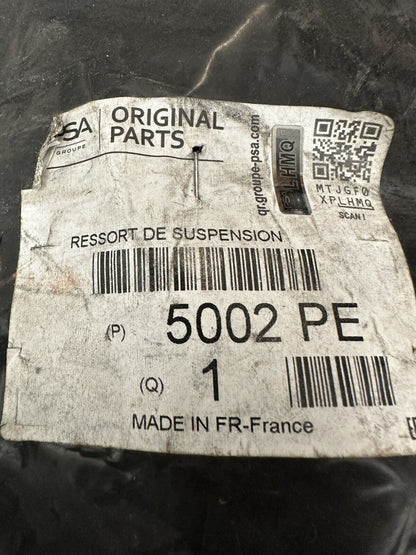 PSA
GROUPE
ORIGINAL
PARTS
qr.groupe-psa.com
LHMQ
MTJGF0
XPLHMQ
SCAN!
RESSORT DE SUSPENSION
(P) 5002 PE
(Q) 1
MADE IN FR-France